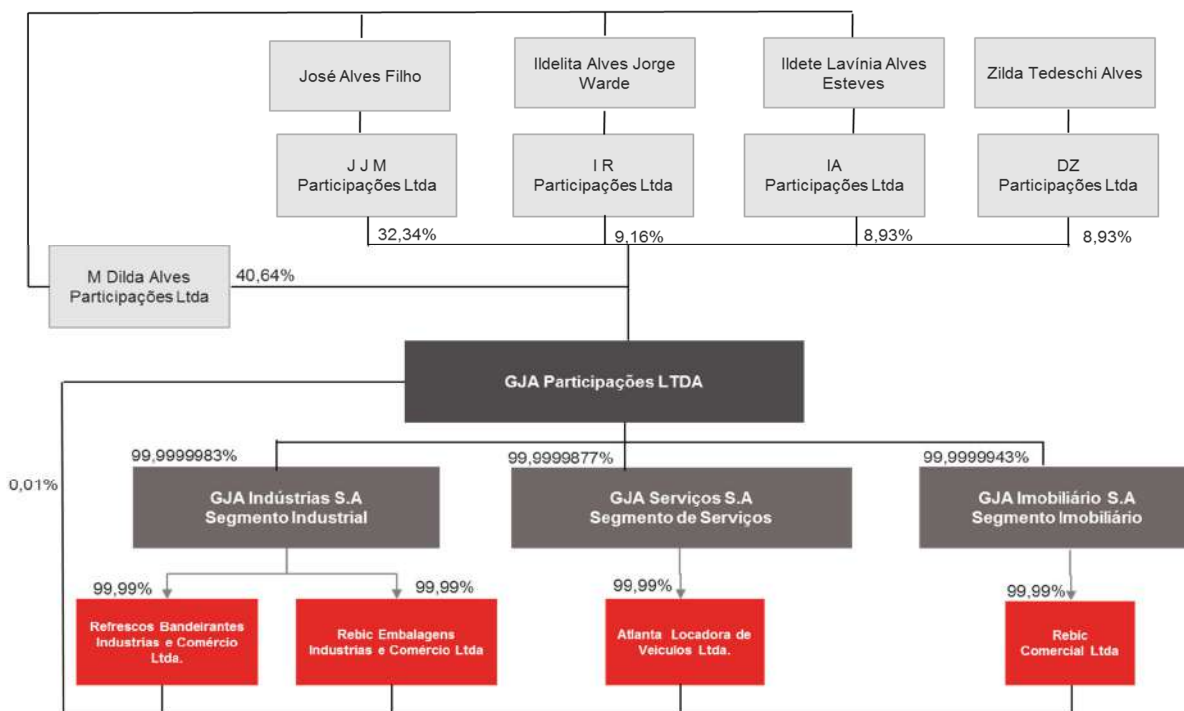 José Alves Filho
Ildelita Alves Jorge
Warde
Ildete Lavínia Alves
Esteves
Zilda Tedeschi Alves
J J M
Participações Ltda
I R
Participações Ltda
IA
Participações Ltda
DZ
Participações Ltda
32,34%
9,16%
8,93%
8,93%
M Dilda Alves
Participações Ltda
40,64%
GJA Participações LTDA
99,9999983%
99,9999877%
99,9999943%
0,01%
GJA Indústrias S.A
Segmento Industrial
GJA Serviços S.A
Segmento de Serviços
GJA Imobiliário S.A
Segmento Imobiliário
99,99%
99,99%
99,99%
99,99%
Refrescos Bandeirantes
Industrias e Comércio
Ltda.
Rebic Embalagens
Industrias e Comércio Ltda
Atlanta Locadora de
Veiculos Ltda.
Rebic
Comercial Ltda